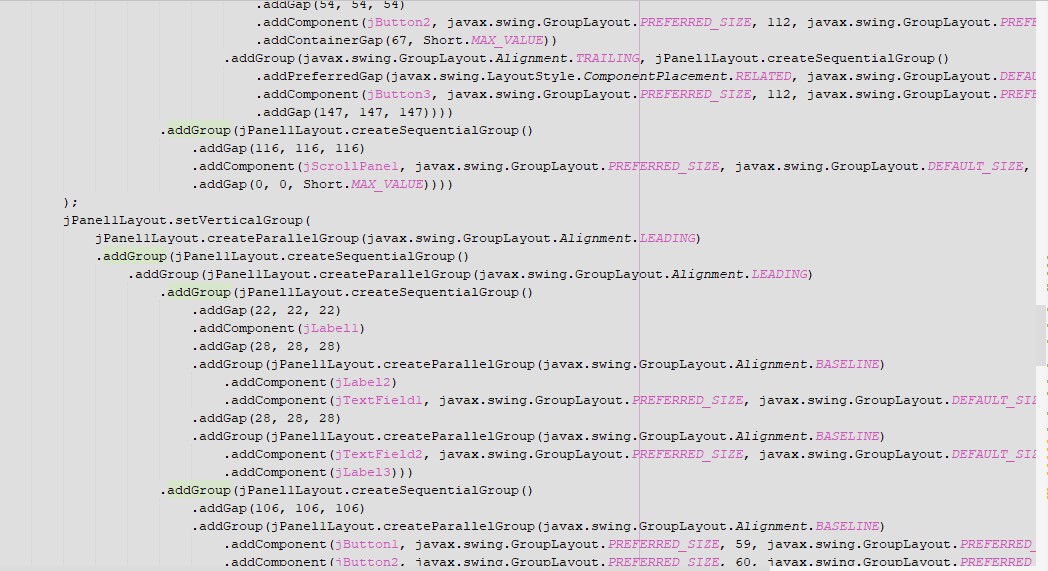 .addGap(54, 54, 54)
.addComponent(jButton2, javax.swing.GroupLayout.PREFERRED_SIZE, 112, javax.swing.GroupLayout.PREFE
.addContainerGap(67, Short.MAX_VALUE))
.addGroup(javax.swing.GroupLayout.Alignment.TRAILING, jPanel1Layout.createSequentialGroup()
.addPreferredGap(javax.swing.LayoutStyle.ComponentPlacement.RELATED, javax.swing.GroupLayout.DEFAU
.addComponent(jButton3, javax.swing.GroupLayout.PREFERRED_SIZE, 112, javax.swing.GroupLayout.PREFE
.addGap(147, 147, 147))))
.addGroup(jPanel1Layout.createSequentialGroup()
.addGap(116, 116, 116)
.addComponent(jScrollPane1, javax.swing.GroupLayout.PREFERRED_SIZE, javax.swing.GroupLayout.DEFAULT_SIZE,
.addGap(0, 0, Short.MAX_VALUE))))
);
jPanel1Layout.setVerticalGroup(
jPanel1Layout.createParallelGroup(javax.swing.GroupLayout.Alignment.LEADING)
.addGroup(jPanel1Layout.createSequentialGroup()
.addGroup(jPanel1Layout.createParallelGroup(javax.swing.GroupLayout.Alignment.LEADING)
.addGroup(jPanel1Layout.createSequentialGroup()
.addGap(22, 22, 22)
.addComponent(jLabel1)
.addGap(28, 28, 28)
.addGroup(jPanel1Layout.createParallelGroup(javax.swing.GroupLayout.Alignment.BASELINE)
.addComponent(jLabel2)
.addComponent(jTextField1, javax.swing.GroupLayout.PREFERRED_SIZE, javax.swing.GroupLayout.DEFAULT_SIZ
.addGap(28, 28, 28)
.addGroup(jPanel1Layout.createParallelGroup(javax.swing.GroupLayout.Alignment.BASELINE)
.addComponent(jTextField2, javax.swing.GroupLayout.PREFERRED_SIZE, javax.swing.GroupLayout.DEFAULT_SIZ
.addComponent(jLabel3)))
.addGroup(jPanel1Layout.createSequentialGroup()
.addGap(106, 106, 106)
.addGroup(jPanel1Layout.createParallelGroup(javax.swing.GroupLayout.Alignment.BASELINE)
.addComponent(jButton1, javax.swing.GroupLayout.PREFERRED_SIZE, 59, javax.swing.GroupLayout.PREFERRED_
.addComponent(jButton2, javax.swing.GroupLayout.PREFERRED_SIZE, 60, javax.swing.GroupLayout.PREFERRED_